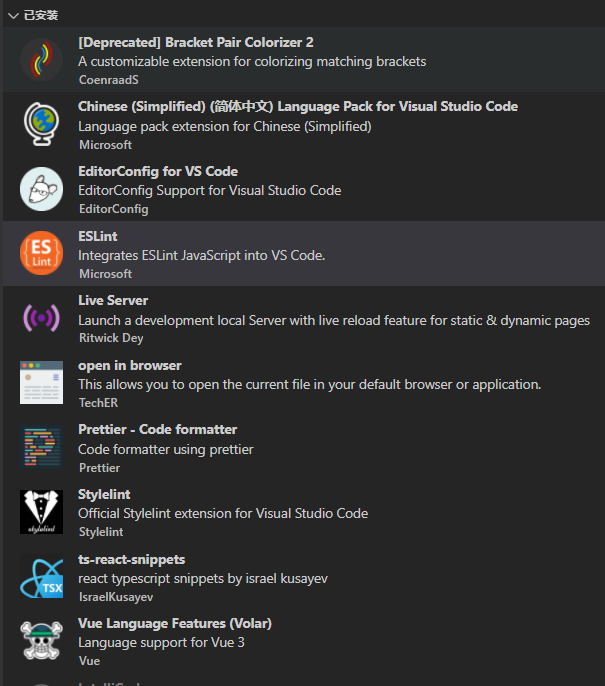 已安装
[Deprecated] Bracket Pair Colorizer 2
A customizable extension for colorizing matching brackets
CoenraadS
Chinese (Simplified) (简体中文) Language Pack for Visual Studio Code
Language pack extension for Chinese (Simplified)
Microsoft
EditorConfig for VS Code
EditorConfig Support for Visual Studio Code
EditorConfig
ES
Lint
ESLint
Integrates ESLint JavaScript into VS Code.
Microsoft
Live Server
Launch a development local Server with live reload feature for static & dynamic pages
Ritwick Dey
open in browser
This allows you to open the current file in your default browser or application.
TechER
Prettier - Code formatter
Code formatter using prettier
Prettier
stylelint
Stylelint
Official Stylelint extension for Visual Studio Code
Stylelint
TSX
ts-react-snippets
react typescript snippets by israel kusayev
IsraelKusayev
Vue Language Features (Volar)
Language support for Vue 3
Vue